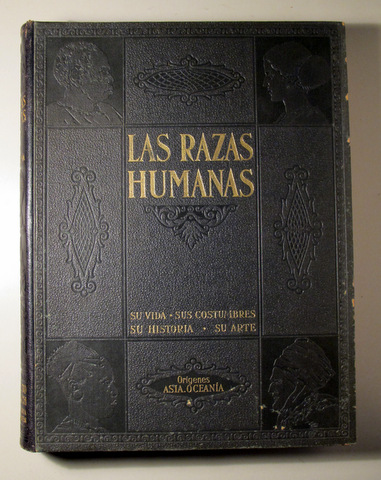 LAS RAZAS
HUMANAS
SU VIDA · SUS COSTUMBRES
SU HISTORIA · SU ARTE
Orígenes
ASIA. OCEANÍA